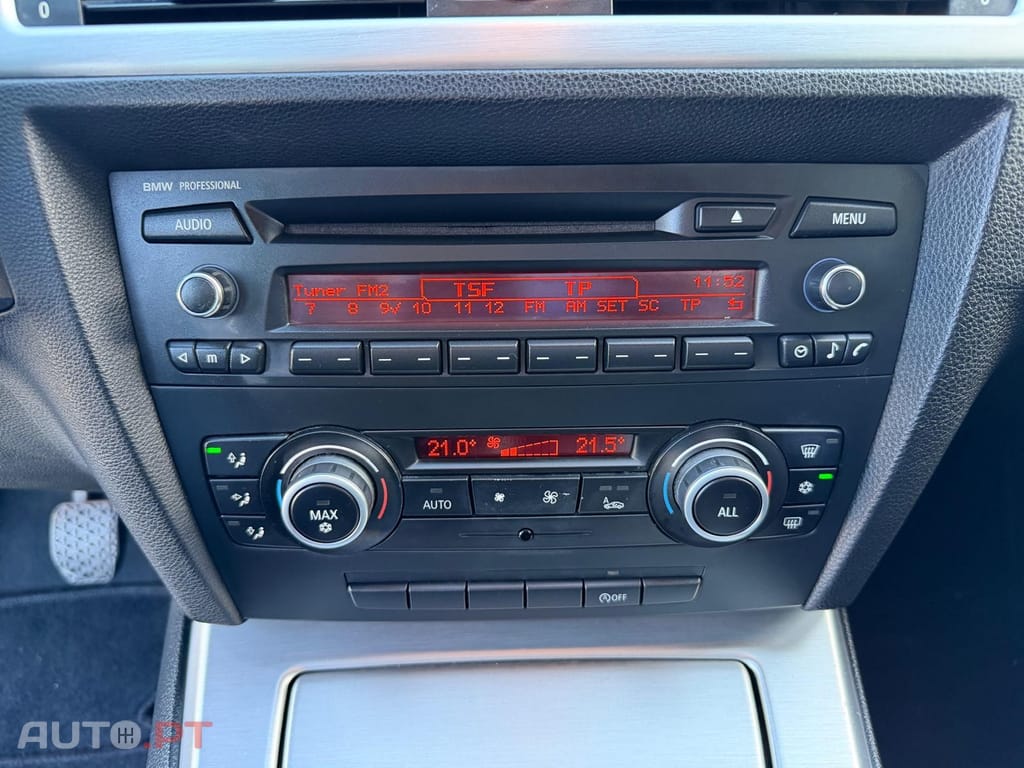 0
BMW PROFESSIONAL
AUDIO
MENU
Tuner FM2 TSF TP 11:52
7 8 9√ 10 11 12 FM AM SET SC TP
m
21.0° 21.5°
AUTO
A
MAX
ALL
OFF
AUTO.PT